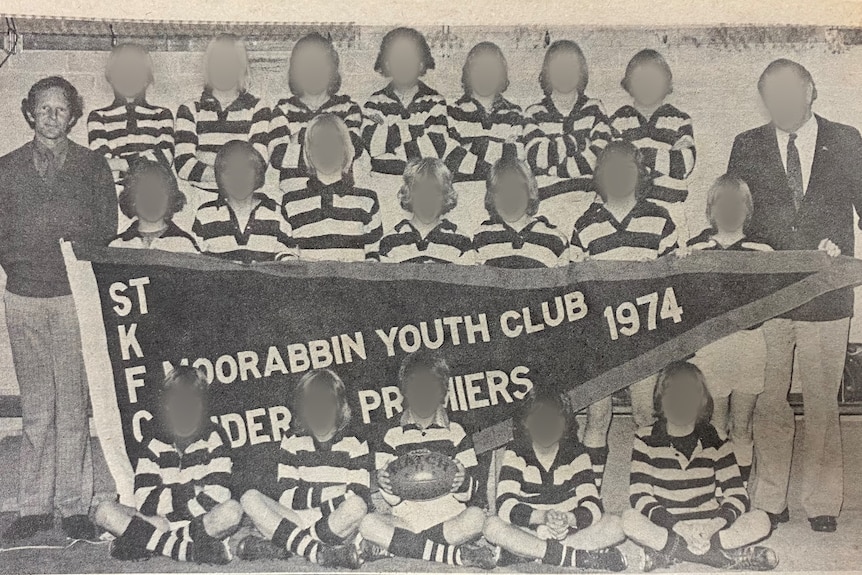 ST
K
F
C
MOORABBIN YOUTH CLUB 1974
PREMIERS